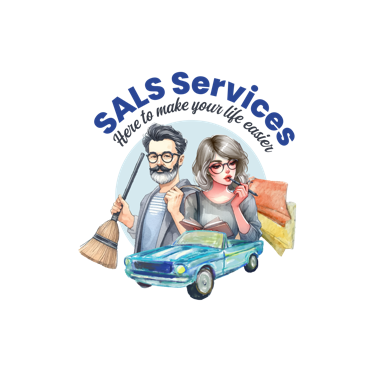 SALS Services
Here to make your life easier